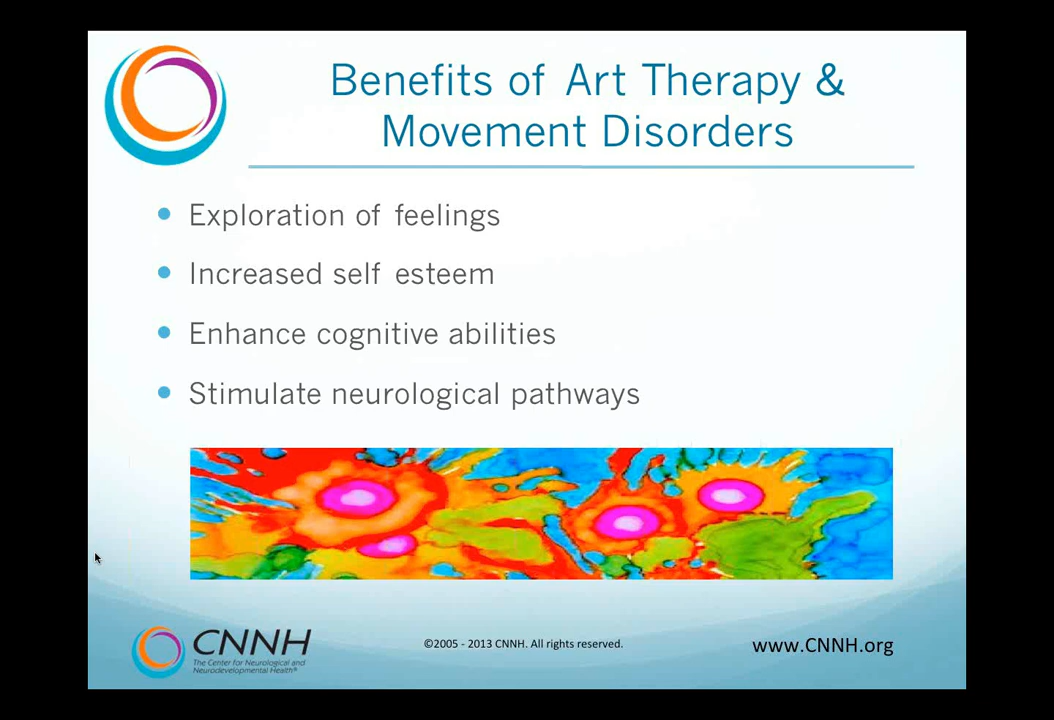 Benefits of Art Therapy &
Movement Disorders
Exploration of feelings
Increased self esteem
Enhance cognitive abilities
Stimulate neurological pathways
CNNH
The Center for Neurological and
Neurodevelopmental Health®
©2005 - 2013 CNNH. All rights reserved.
www.CNNH.org